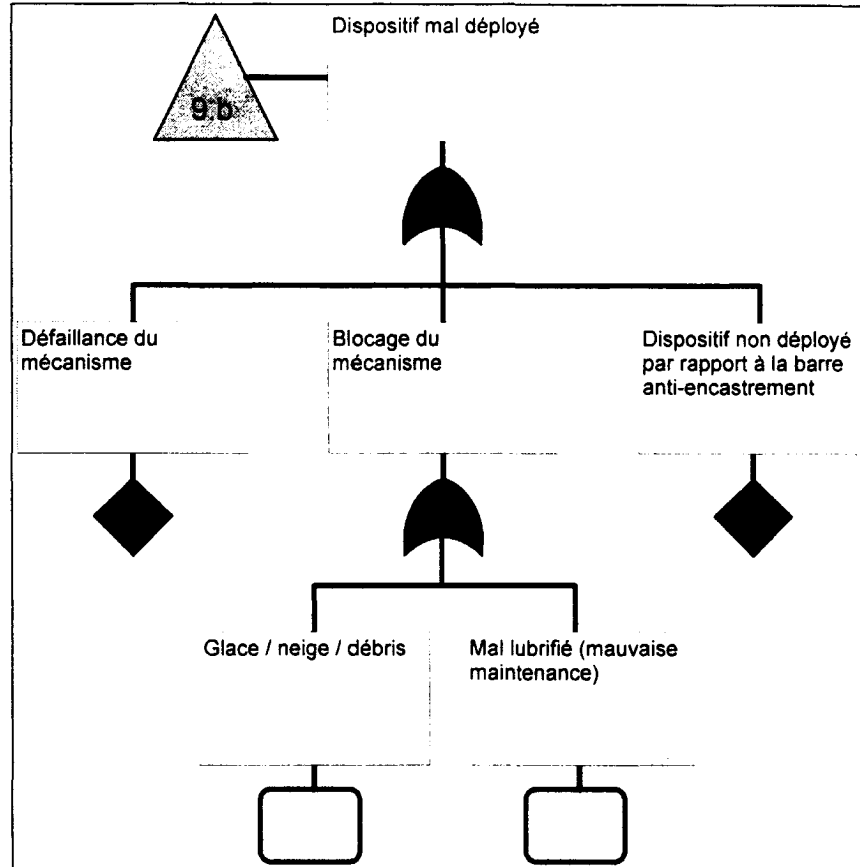 Dispositif mal déployé
9.b
Défaillance du
mécanisme
Blocage du
mécanisme
Dispositif non déployé
par rapport à la barre
anti-encastrement
Glace / neige / débris
Mal lubrifié (mauvaise
maintenance)